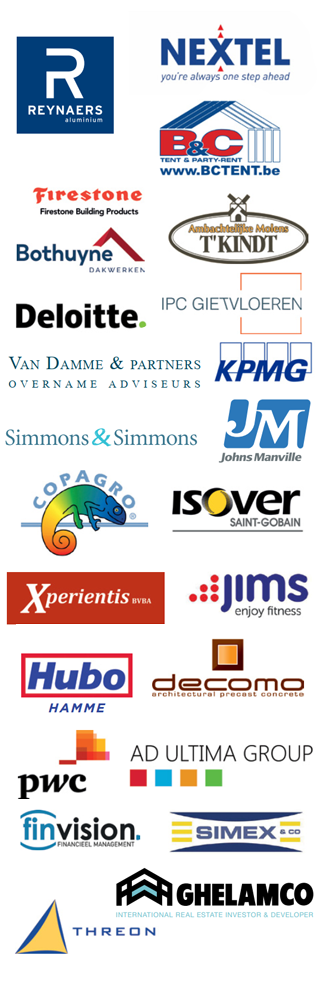 R
REYNAERS
aluminium
NEXTEL
you're always one step ahead
B&C
TENT & PARTY-RENT
www.BCTENT.be
Firestone
Firestone Building Products
Ambachtelijke Molens
T'KINDT
Bothuyne
DAKWERKEN
Deloitte.
IPC GIETVLOEREN
VAN DAMME & PARTNERS
OVERNAME ADVISEURS
KPMG
Simmons & Simmons
JM
Johns Manville
COPAGRO
®
ISOVER
SAINT-GOBAIN
Xperientis BVBA
JIMS
enjoy fitness
Hubo
HAMME
decomo
architectural precast concrete
pwc
AD ULTIMA GROUP
finvision.
FINANCIEEL MANAGEMENT
SIMEX & CO
GHELAMCO
INTERNATIONAL REAL ESTATE INVESTOR & DEVELOPER
THREON